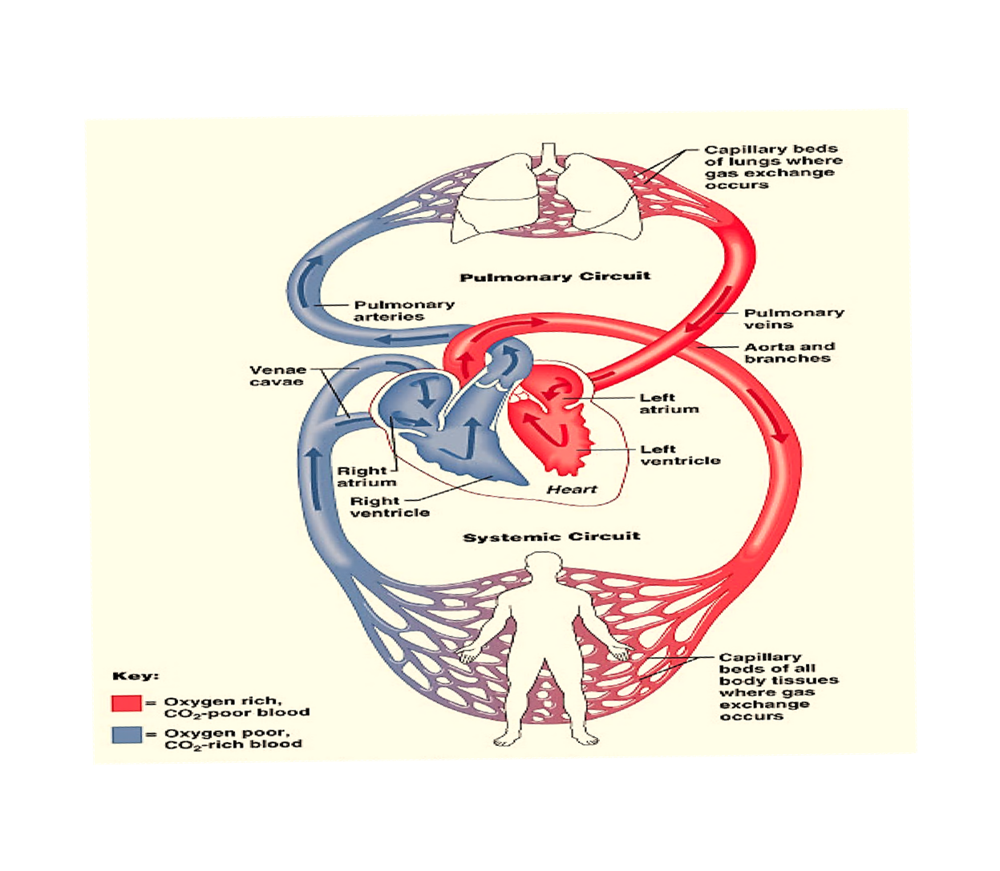 Capillary beds
of lungs where
gas exchange
occurs
Pulmonary Circuit
Pulmonary
arteries
Pulmonary
veins
Aorta and
branches
Venae
cavae
Left
atrium
Left
ventricle
Right
atrium
Right
ventricle
Heart
Systemic Circuit
Capillary
beds of all
body tissues
where gas
exchange
occurs
Key:
= Oxygen rich,
CO₂-poor blood
= Oxygen poor,
CO₂-rich blood